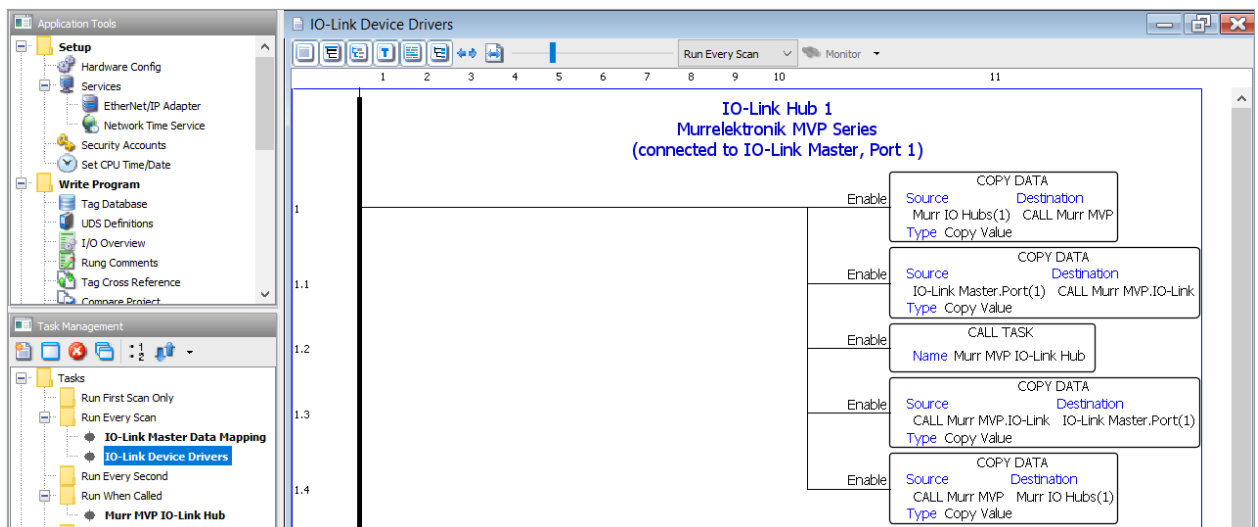 Application Tools
Setup
Hardware Config
Services
EtherNet/IP Adapter
Network Time Service
Security Accounts
Set CPU Time/Date
Write Program
Tag Database
UDS Definitions
I/O Overview
Rung Comments
Tag Cross Reference
Compare Project
Task Management
Tasks
Run First Scan Only
Run Every Scan
IO-Link Master Data Mapping
IO-Link Device Drivers
Run Every Second
Run When Called
Murr MVP IO-Link Hub
IO-Link Device Drivers
Run Every Scan Monitor
1 2 3 4 5 6 7 8 9 10 11
IO-Link Hub 1
Murrelektronik MVP Series
(connected to IO-Link Master, Port 1)
1
Enable
COPY DATA
Source Destination
Murr IO Hubs(1) CALL Murr MVP
Type Copy Value
1.1
Enable
COPY DATA
Source Destination
IO-Link Master.Port(1) CALL Murr MVP.IO-Link
Type Copy Value
1.2
Enable
CALL TASK
Name Murr MVP IO-Link Hub
1.3
Enable
COPY DATA
Source Destination
CALL Murr MVP.IO-Link IO-Link Master.Port(1)
Type Copy Value
1.4
Enable
COPY DATA
Source Destination
CALL Murr MVP Murr IO Hubs(1)
Type Copy Value